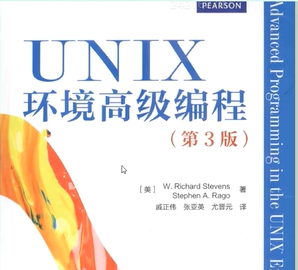 PEARSON
UNIX
环境高级编程
（第3版）
［美］ W. Richard Stevens 著
Stephen A. Rago
戚正伟 张亚英 尤晋元 译
Advanced Programming in the UNIX E